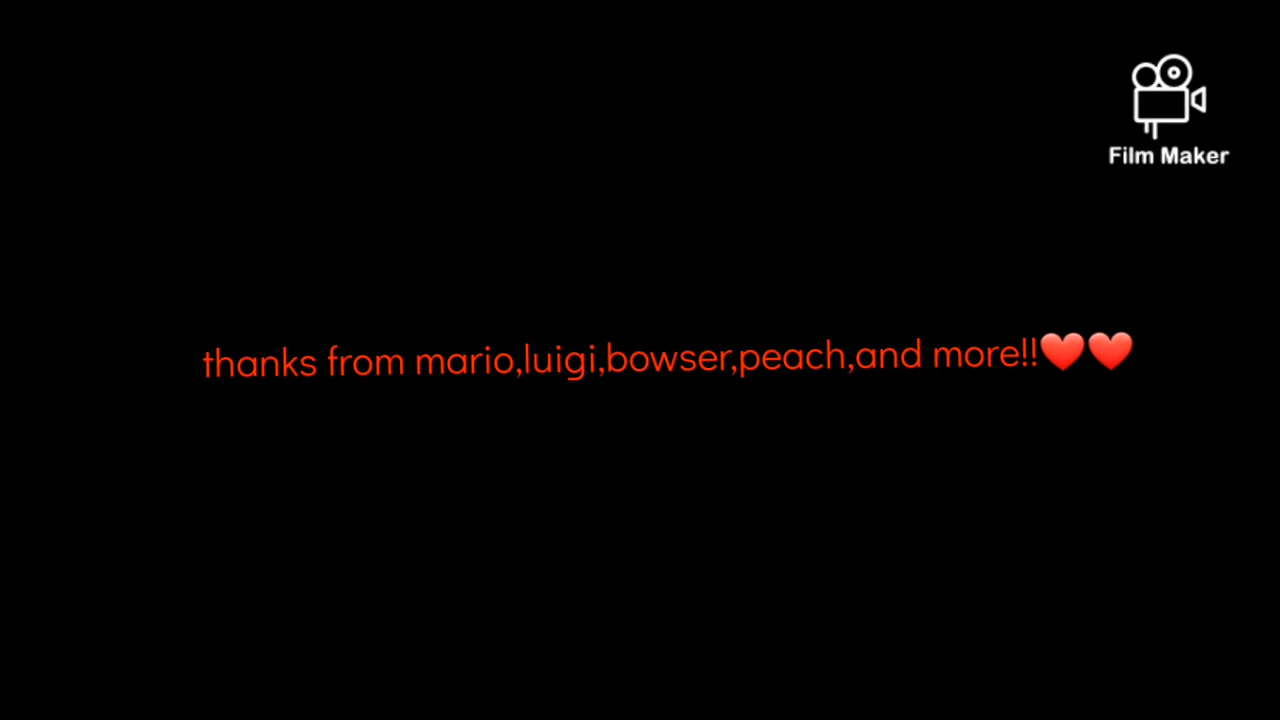 Film Maker
thanks from mario,luigi,bowser,peach,and more!!❤️❤️